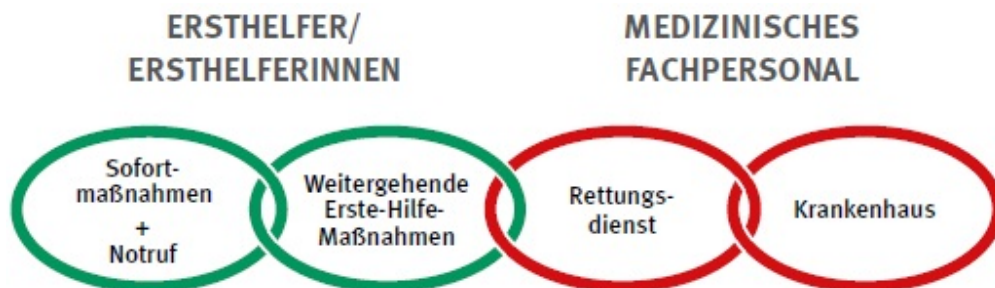 ERSTHELFER/
ERSTHELFERINNEN
MEDIZINISCHES
FACHPERSONAL
Sofort-
maßnahmen
+
Notruf
Weitergehende
Erste-Hilfe-
Maßnahmen
Rettungs-
dienst
Krankenhaus